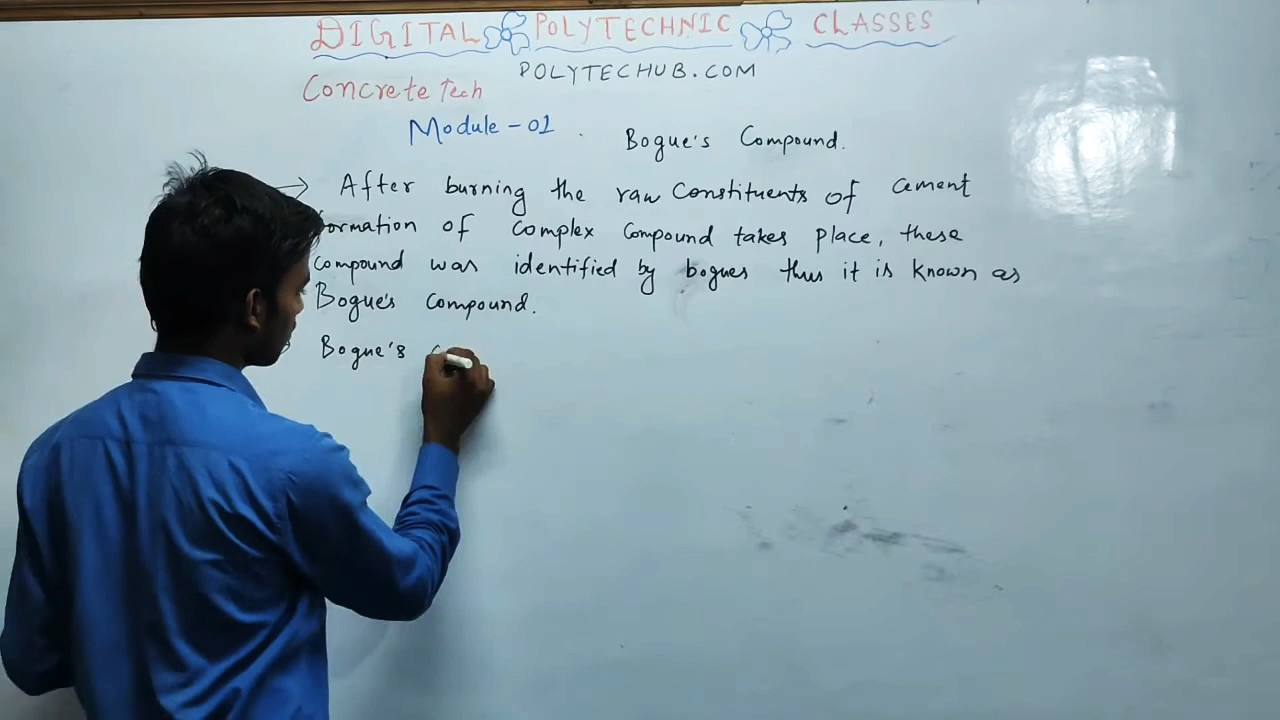 DIGITAL POLYTECHNIC CLASSES
POLYTECHUB.COM
Concrete Tech
Module - 01
Bogue's Compound.
→ After burning the raw Constituents of cement
formation of complex Compound takes place, these
compound was identified by bogues thus it is known as
Bogue's compound.
Bogue's